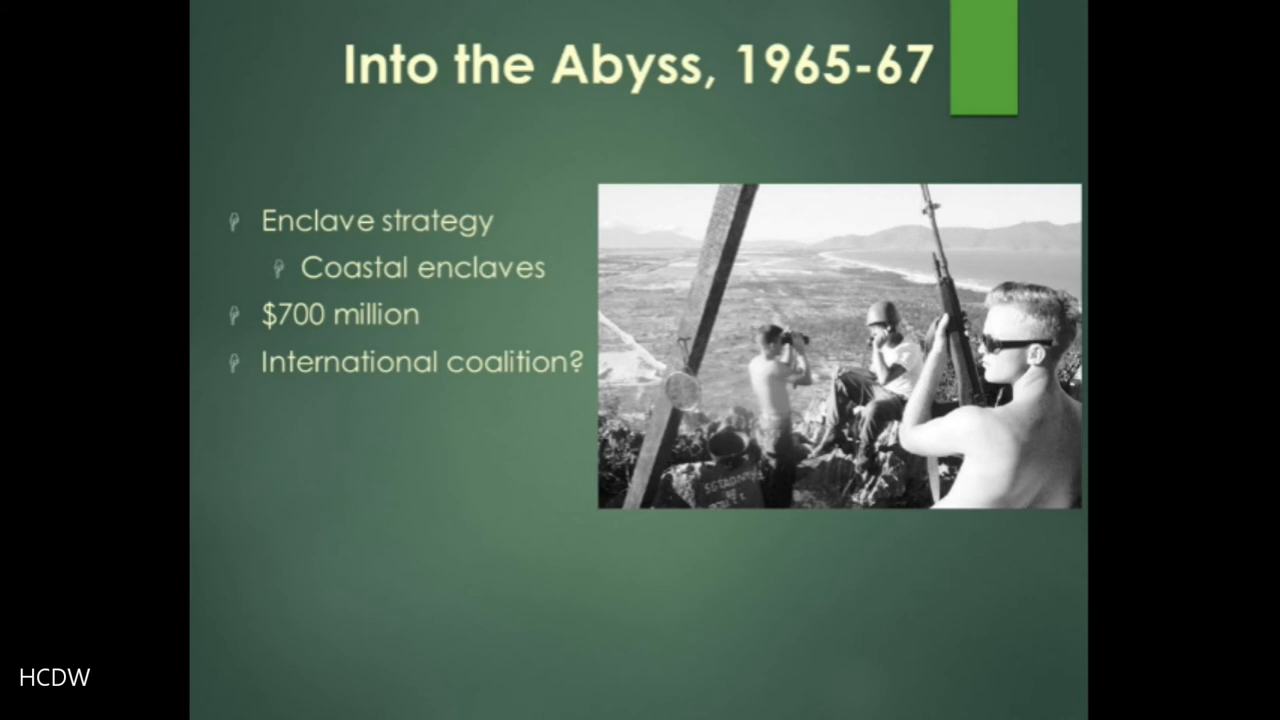 Into the Abyss, 1965-67
Enclave strategy
Coastal enclaves
$700 million
International coalition?
HCDW